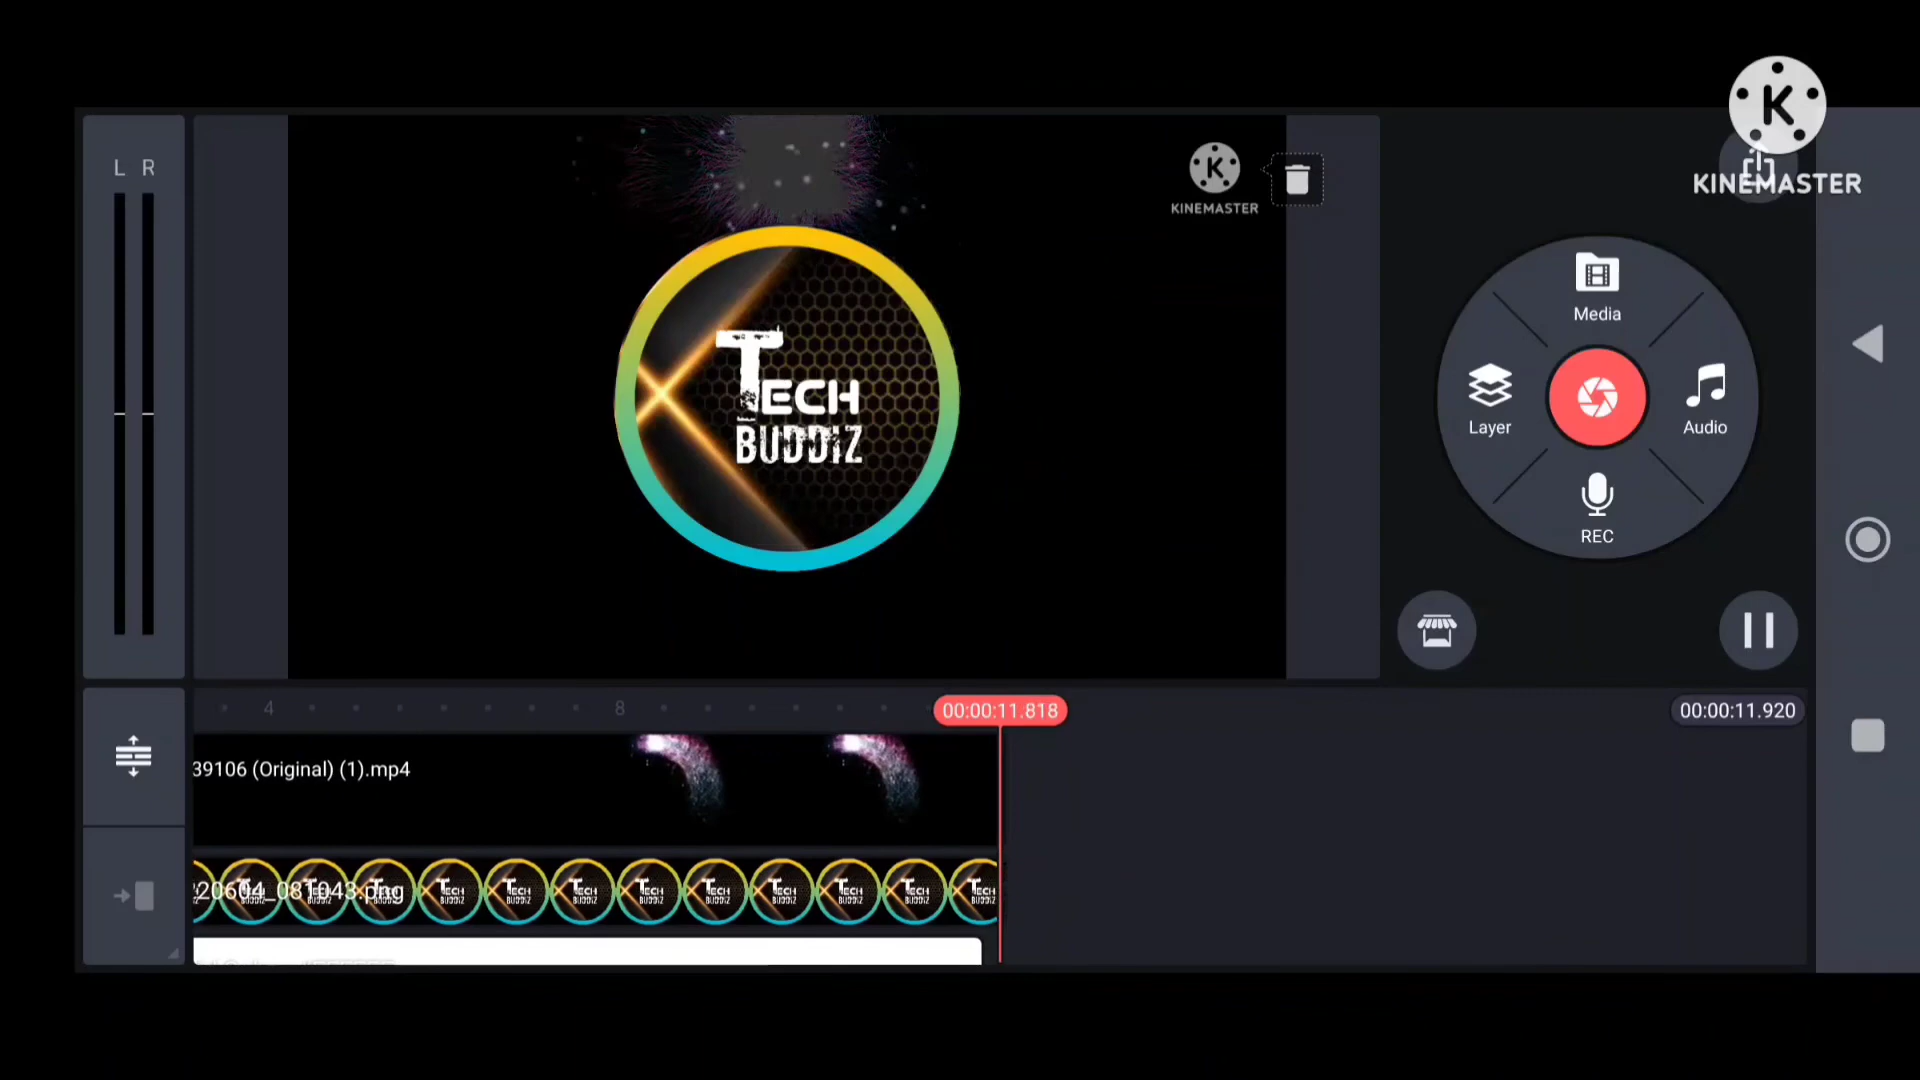 L R
KINEMASTER
KINEMASTER
Media
TECH
BUDDIZ
Layer
Audio
REC
4
8
00:00:11.818
00:00:11.920
39106 (Original) (1).mp4
20604_081043.png